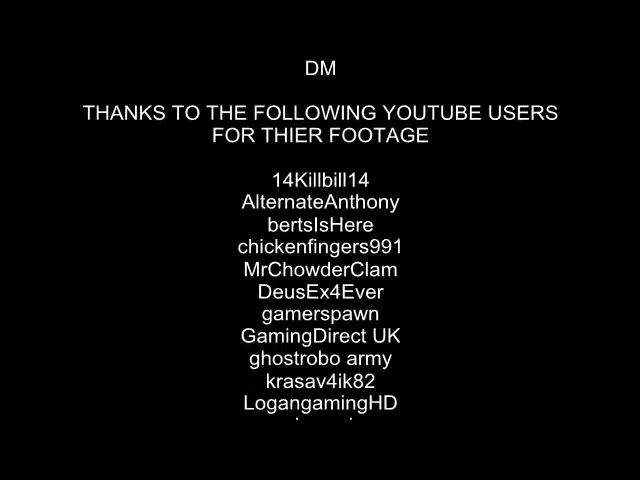 DM
THANKS TO THE FOLLOWING YOUTUBE USERS
FOR THIER FOOTAGE
14Killbill14
AlternateAnthony
bertsIsHere
chickenfingers991
MrChowderClam
DeusEx4Ever
gamerspawn
GamingDirect UK
ghostrobo army
krasav4ik82
LogangamingHD